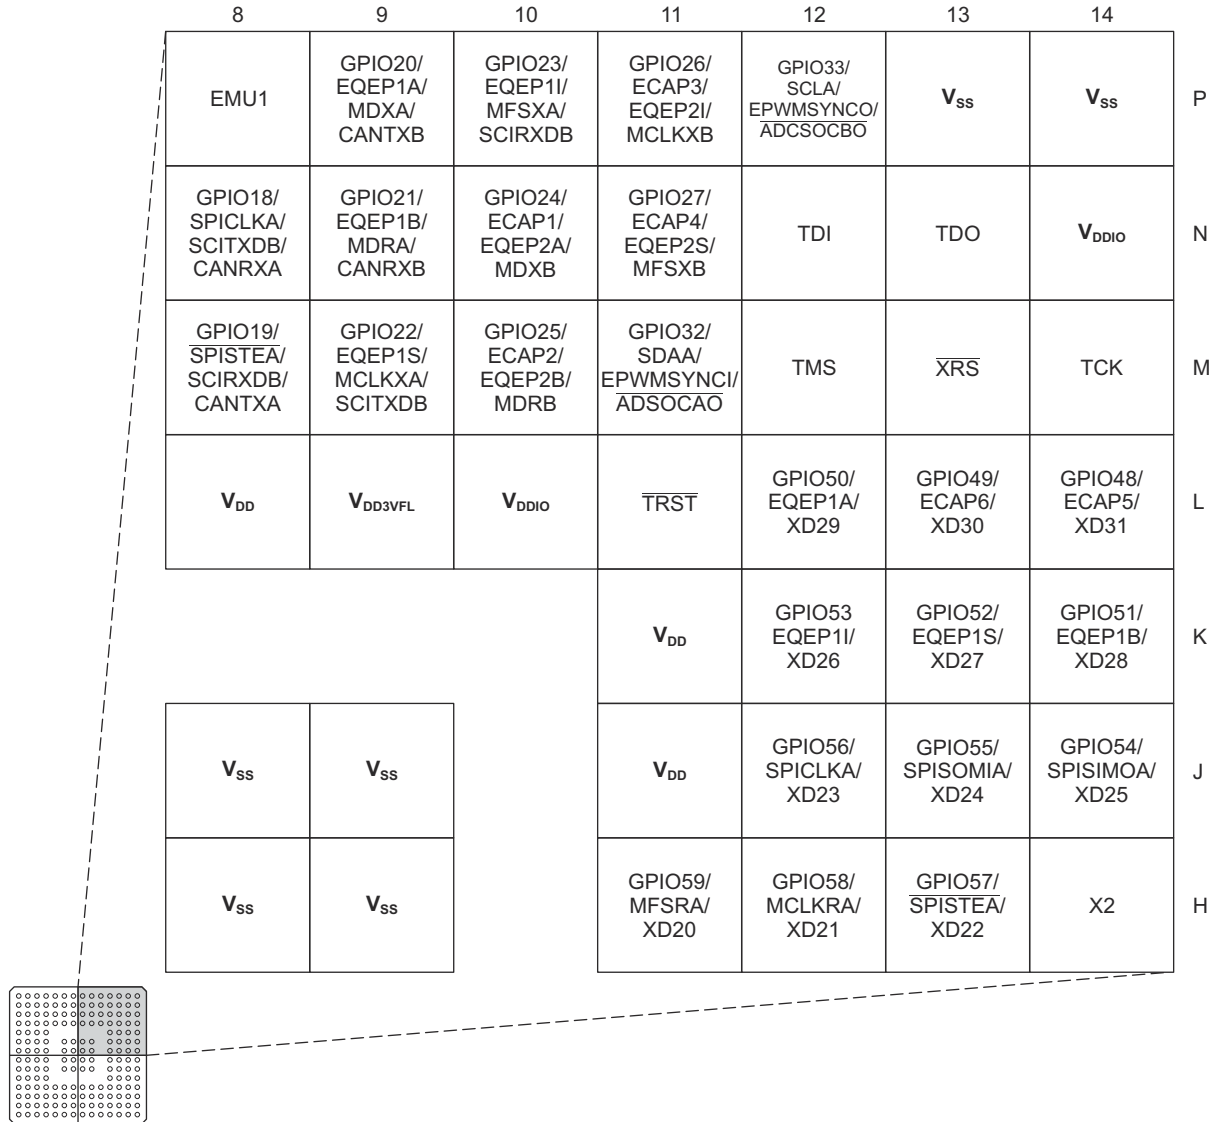 8 9 10 11 12 13 14
EMU1
GPIO20/
EQEP1A/
MDXA/
CANTXB
GPIO23/
EQEP1I/
MFSXA/
SCIRXDB
GPIO26/
ECAP3/
EQEP2I/
MCLKXB
GPIO33/
SCLA/
EPWMSYNCO/
ADCSOCBO
VSS
VSS
P
GPIO18/
SPICLKA/
SCITXDB/
CANRXA
GPIO21/
EQEP1B/
MDRA/
CANRXB
GPIO24/
ECAP1/
EQEP2A/
MDXB
GPIO27/
ECAP4/
EQEP2S/
MFSXB
TDI
TDO
VDDIO
N
GPIO19/
SPISTEA/
SCIRXDB/
CANTXA
GPIO22/
EQEP1S/
MCLKXA/
SCITXDB
GPIO25/
ECAP2/
EQEP2B/
MDRB
GPIO32/
SDAA/
EPWMSYNCI/
ADSOCAO
TMS
XRS
TCK
M
VDD
VDD3VFL
VDDIO
TRST
GPIO50/
EQEP1A/
XD29
GPIO49/
ECAP6/
XD30
GPIO48/
ECAP5/
XD31
L
VDD
GPIO53
EQEP1I/
XD26
GPIO52/
EQEP1S/
XD27
GPIO51/
EQEP1B/
XD28
K
VSS
VSS
VDD
GPIO56/
SPICLKA/
XD23
GPIO55/
SPISOMIA/
XD24
GPIO54/
SPISIMOA/
XD25
J
VSS
VSS
GPIO59/
MFSRA/
XD20
GPIO58/
MCLKRA/
XD21
GPIO57/
SPISTEA/
XD22
X2
H